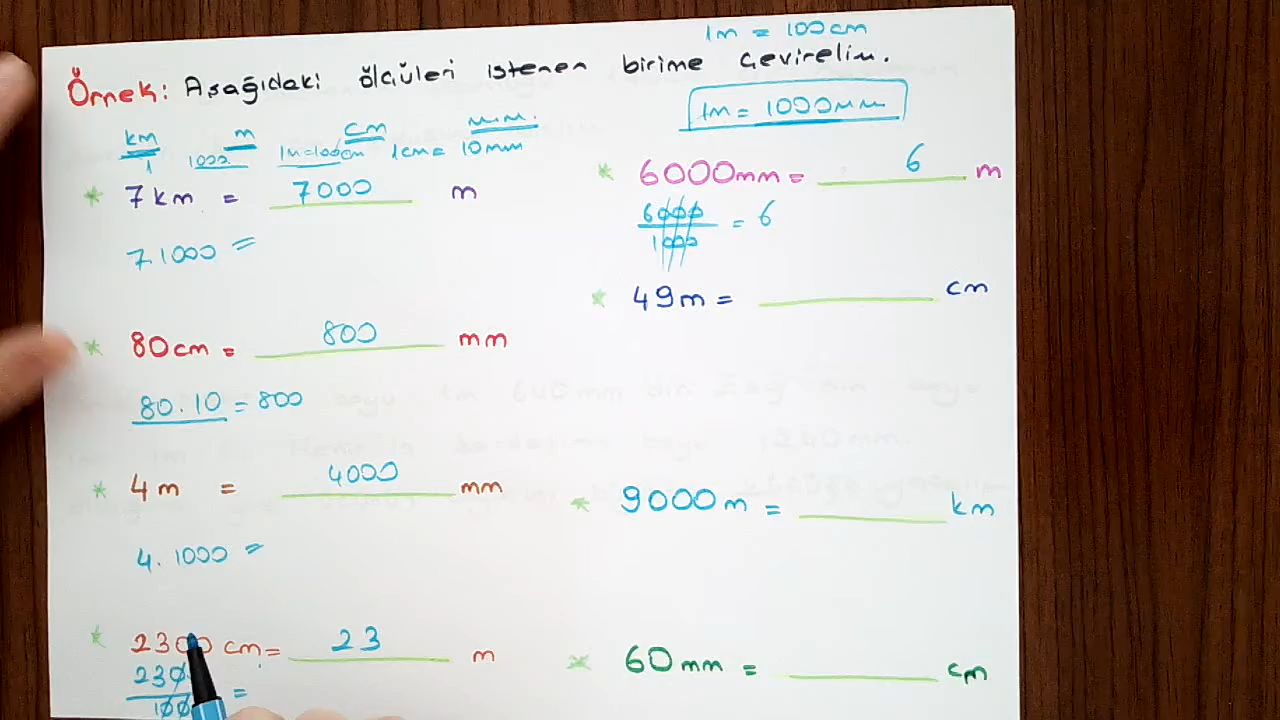 1m = 100cm
Örnek: Aşağıdaki ölçüleri istenen birime çevirelim.
1m = 1000mm
km m cm mm.
1 1000 1m=100cm 1cm= 10mm
* 7km = 7000 m
7.1000 =
* 80cm = 800 mm
80.10 = 800
* 4m = 4000 mm
4.1000 =
* 2300 cm = 23 m
230
100 =
* 6000mm = 6 m
6000
1000 = 6
* 49m = cm
* 9000m = km
* 60mm = cm